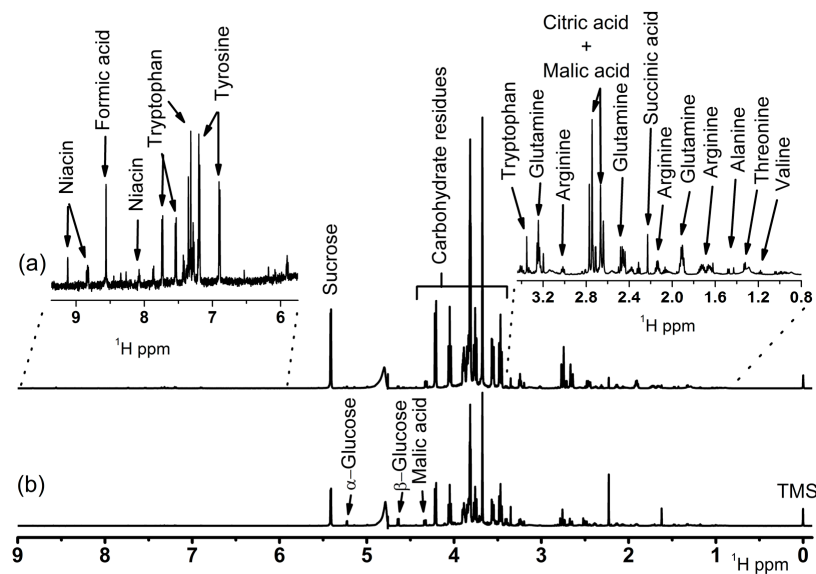 Niacin
Formic acid
Niacin
Tryptophan
Tyrosine
Carbohydrate residues
Tryptophan
Glutamine
Arginine
Citric acid
+
Malic acid
Glutamine
Succinic acid
Arginine
Glutamine
Arginine
Alanine
Threonine
Valine
(a)
9 8 7 6
¹H ppm
Sucrose
3.2 2.8 2.4 2.0 1.6 1.2 0.8
¹H ppm
(b)
α-Glucose
β-Glucose
Malic acid
TMS
9 8 7 6 5 4 3 2 1 0
¹H ppm